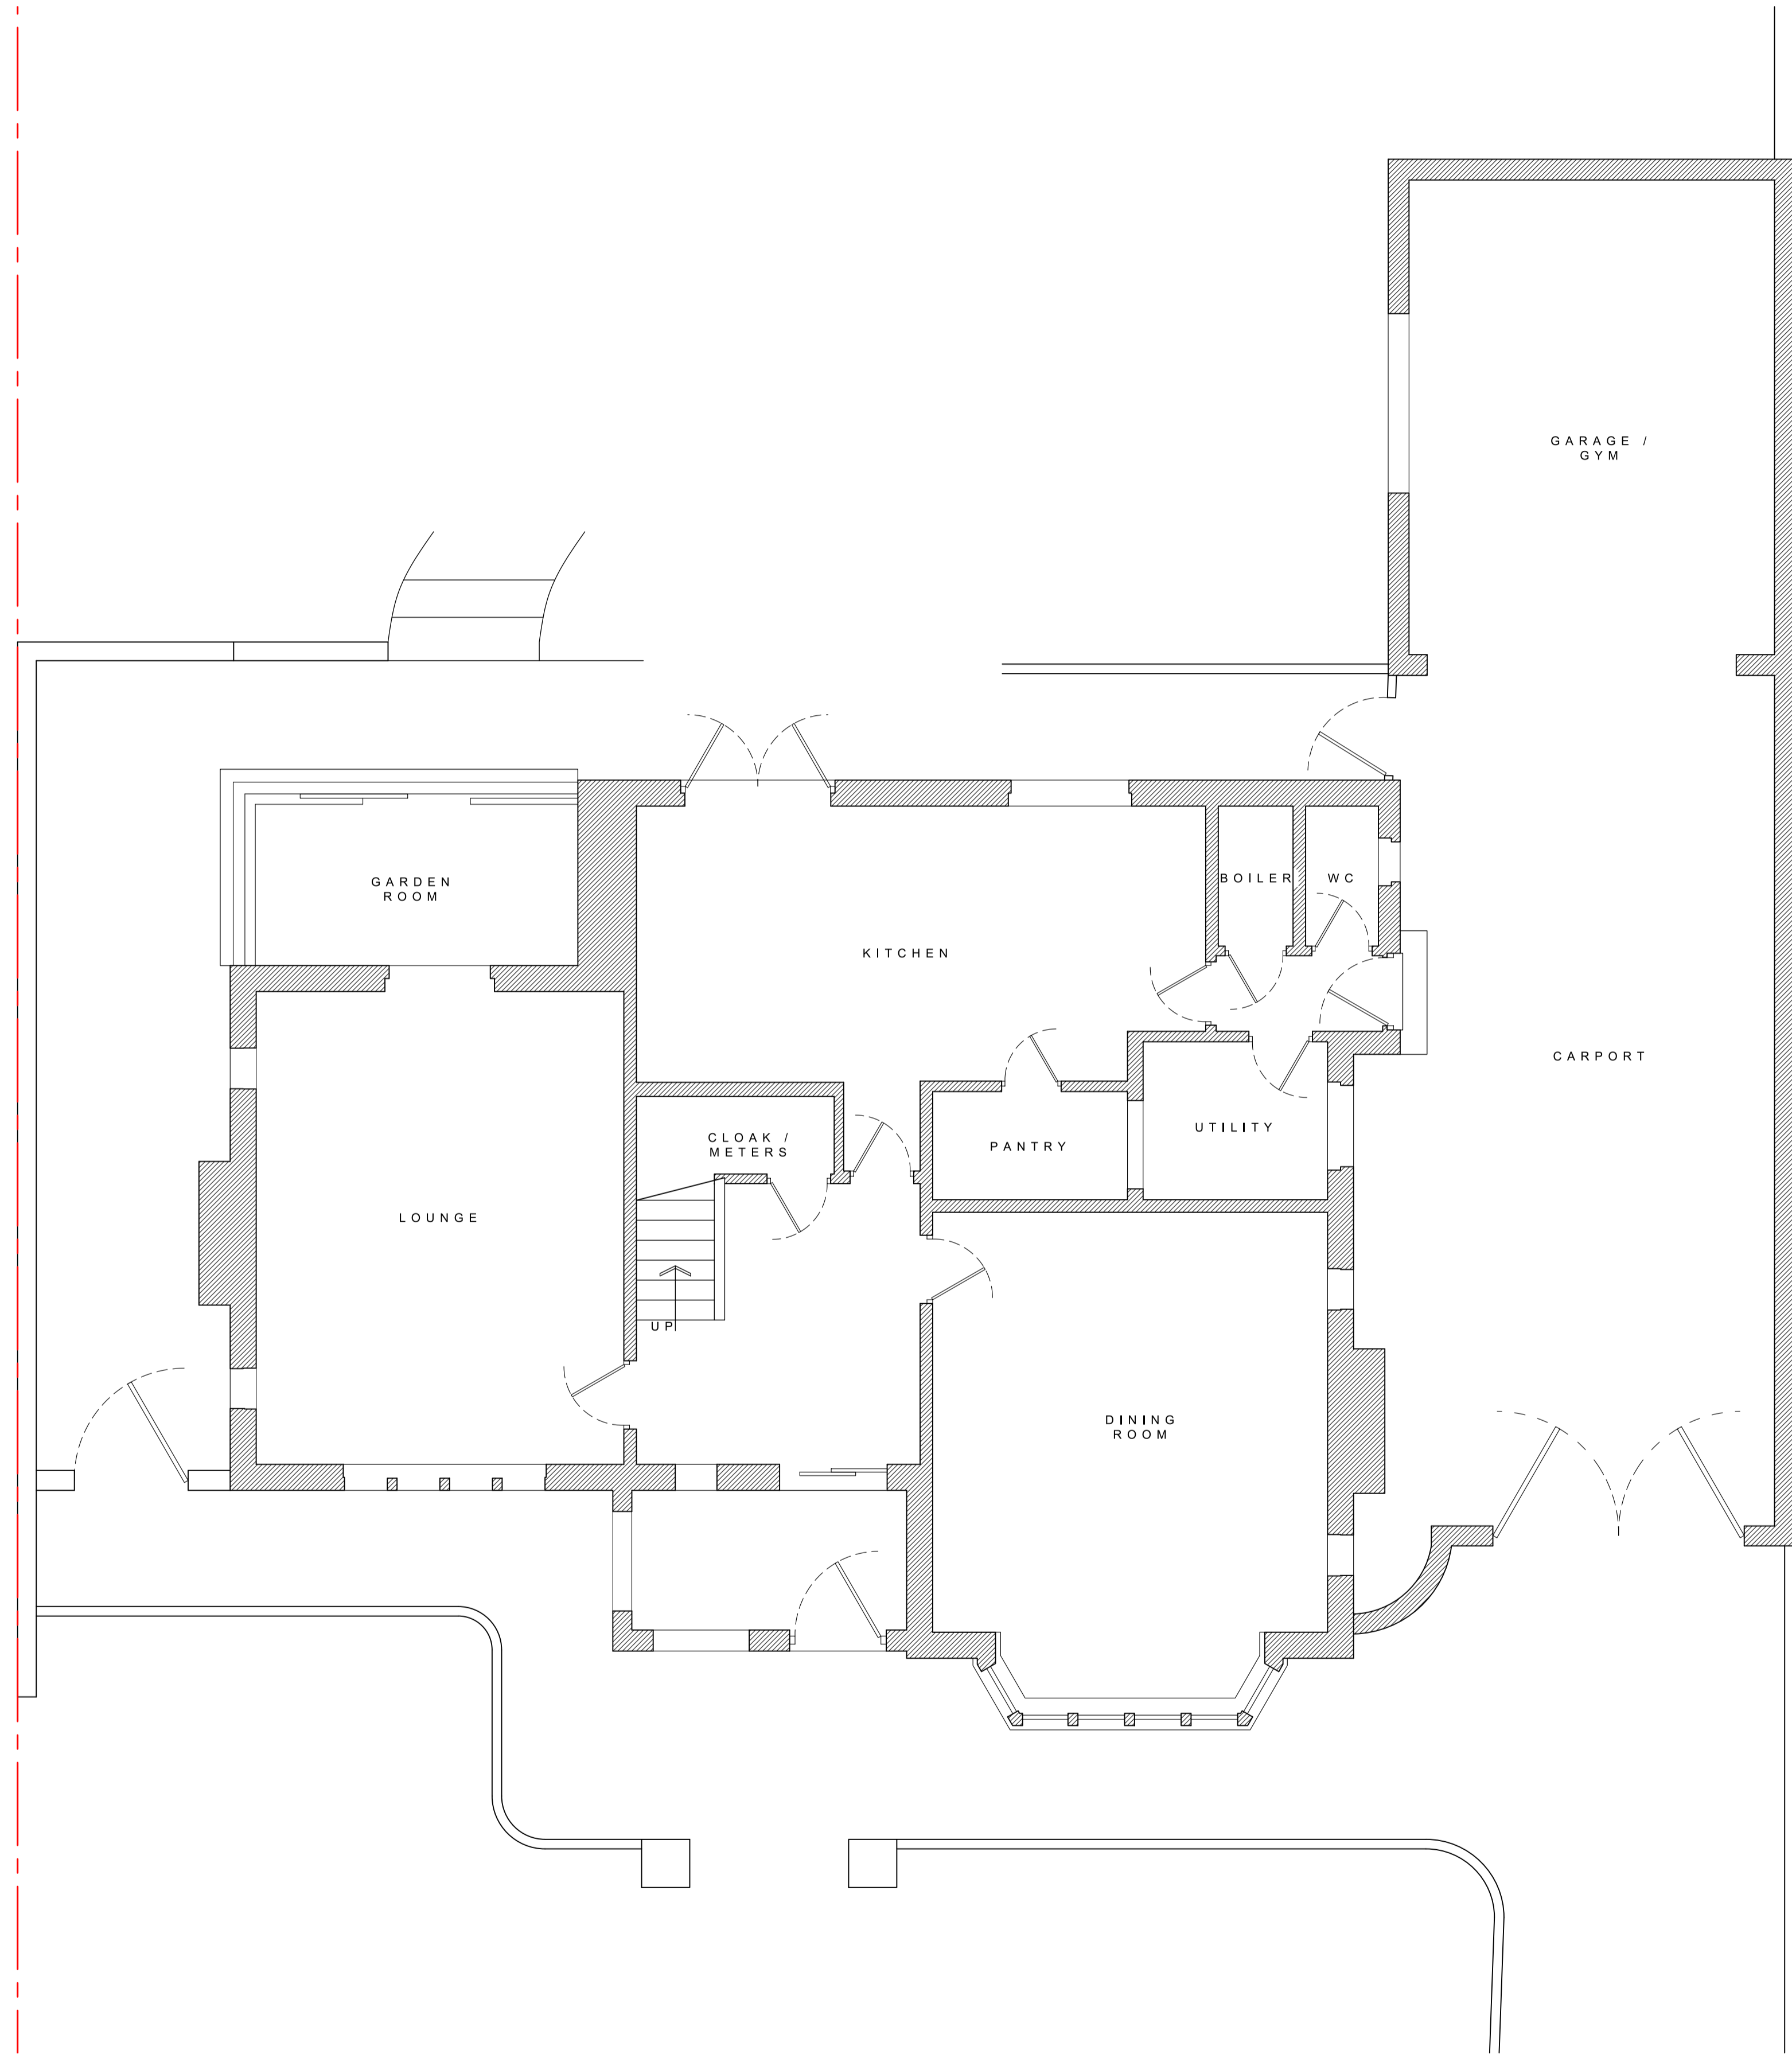 GARAGE /
GYM
GARDEN
ROOM
BOILER
WC
KITCHEN
CARPORT
CLOAK /
METERS
PANTRY
UTILITY
LOUNGE
UP
DINING
ROOM